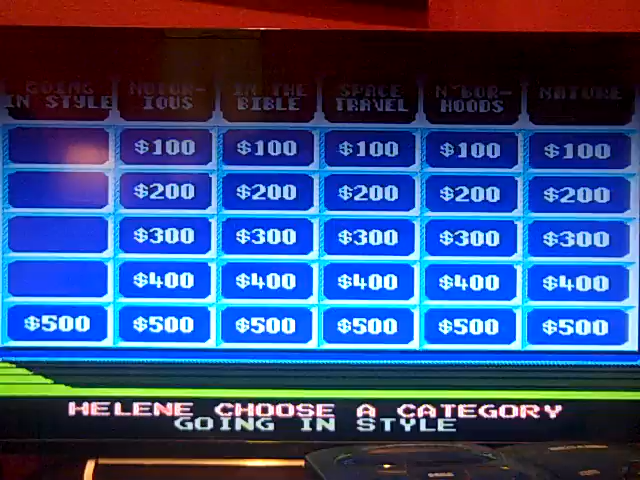 GOING NOTOR- IN THE SPACE N'BOR- NATURE
IN STYLE IOUS BIBLE TRAVEL HOODS
$100 $100 $100 $100 $100
$200 $200 $200 $200 $200
$300 $300 $300 $300 $300
$400 $400 $400 $400 $400
$500 $500 $500 $500 $500 $500
HELENE CHOOSE A CATEGORY
GOING IN STYLE